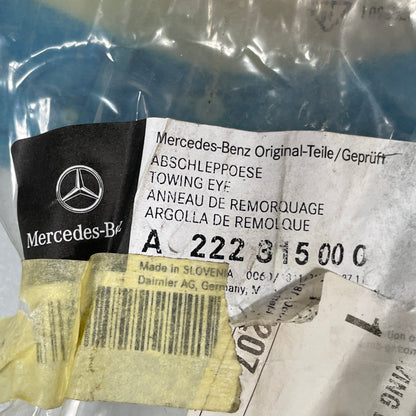 Mercedes-Benz Original-Teile/Geprüft
ABSCHLEPPOESE
TOWING EYE
ANNEAU DE REMORQUAGE
ARGOLLA DE REMOLQUE
Mercedes-Be
A 222 315 00 0
Made in SLOVENIA
Daimler AG, Germany, M